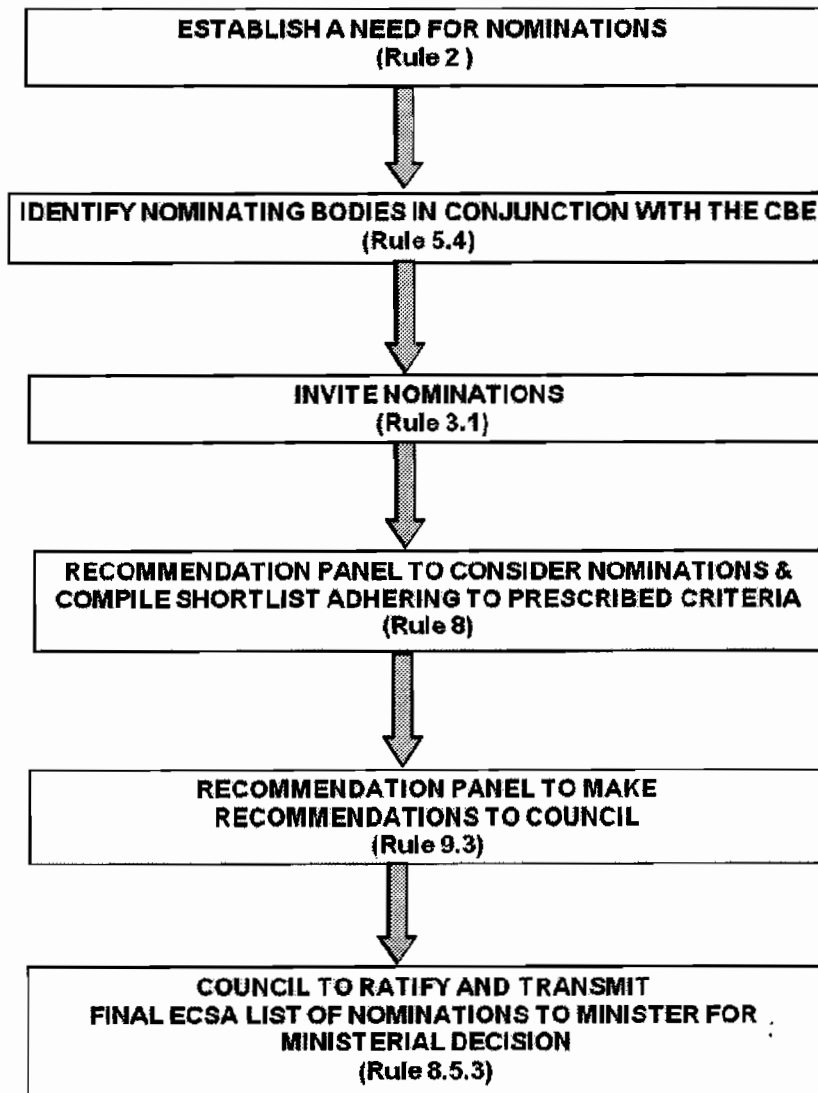 ESTABLISH A NEED FOR NOMINATIONS
(Rule 2 )
IDENTIFY NOMINATING BODIES IN CONJUNCTION WITH THE CBE
(Rule 5.4)
INVITE NOMINATIONS
(Rule 3.1)
RECOMMENDATION PANEL TO CONSIDER NOMINATIONS &
COMPILE SHORTLIST ADHERING TO PRESCRIBED CRITERIA
(Rule 8)
RECOMMENDATION PANEL TO MAKE
RECOMMENDATIONS TO COUNCIL
(Rule 9.3)
COUNCIL TO RATIFY AND TRANSMIT
FINAL ECSA LIST OF NOMINATIONS TO MINISTER FOR
MINISTERIAL DECISION
(Rule 8.5.3)